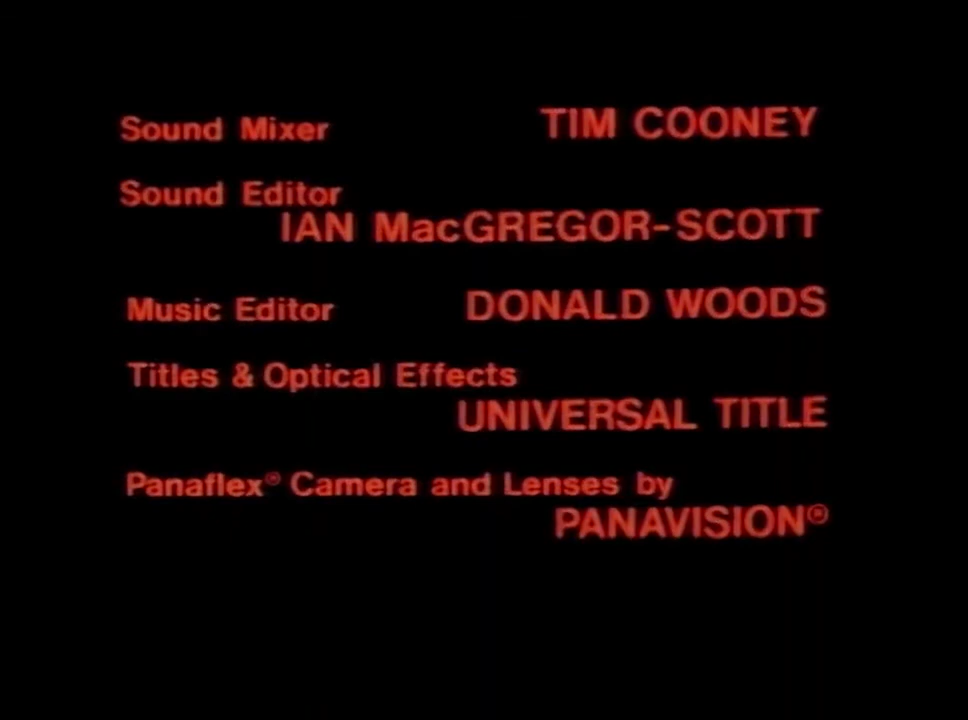 Sound Mixer TIM COONEY
Sound Editor
IAN MacGREGOR-SCOTT
Music Editor DONALD WOODS
Titles & Optical Effects
UNIVERSAL TITLE
Panaflex® Camera and Lenses by
PANAVISION®